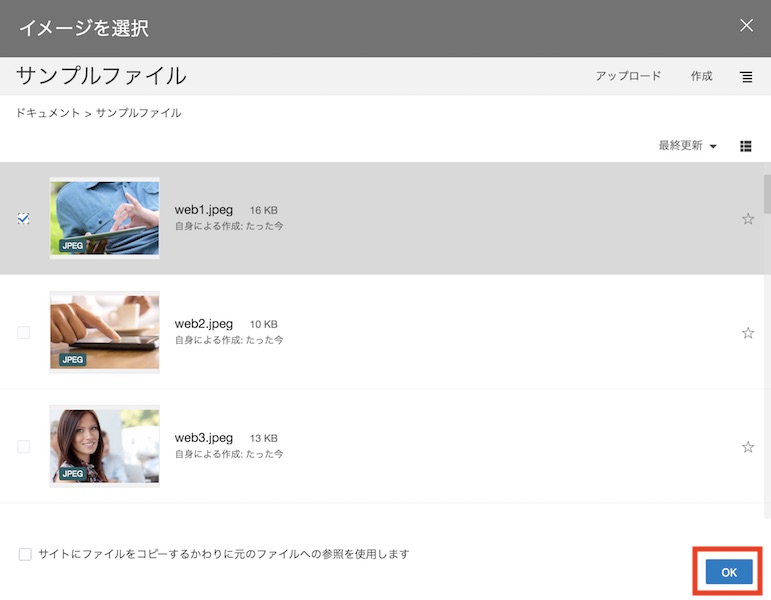 イメージを選択
サンプルファイル
アップロード 作成
ドキュメント > サンプルファイル
最終更新
web1.jpeg 16 KB
自身による作成: たった今
JPEG
web2.jpeg 10 KB
自身による作成: たった今
JPEG
web3.jpeg 13 KB
自身による作成: たった今
JPEG
サイトにファイルをコピーするかわりに元のファイルへの参照を使用します
OK